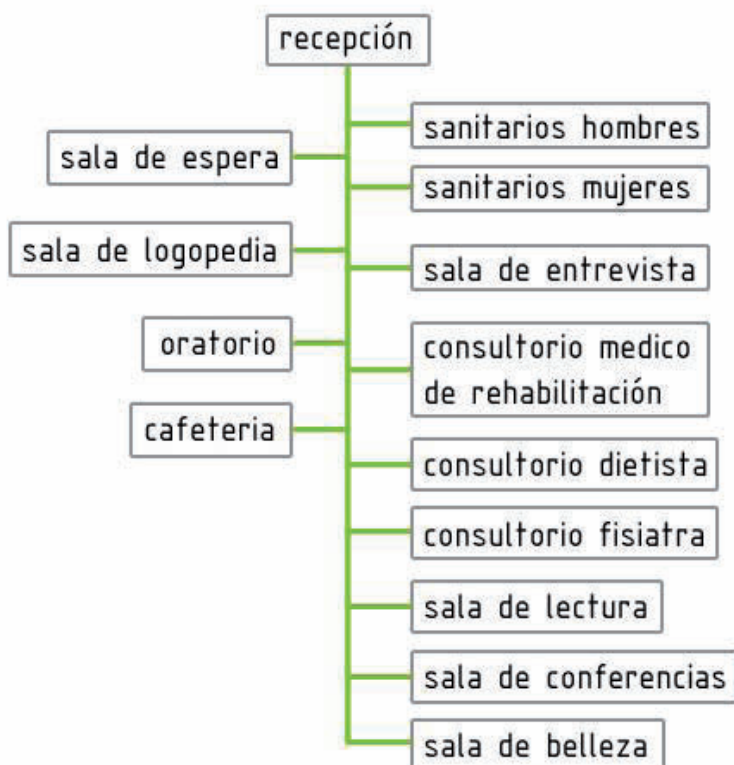 recepción
sanitarios hombres
sala de espera
sanitarios mujeres
sala de logopedia
sala de entrevista
oratorio
consultorio medico
de rehabilitación
cafeteria
consultorio dietista
consultorio fisiatra
sala de lectura
sala de conferencias
sala de belleza